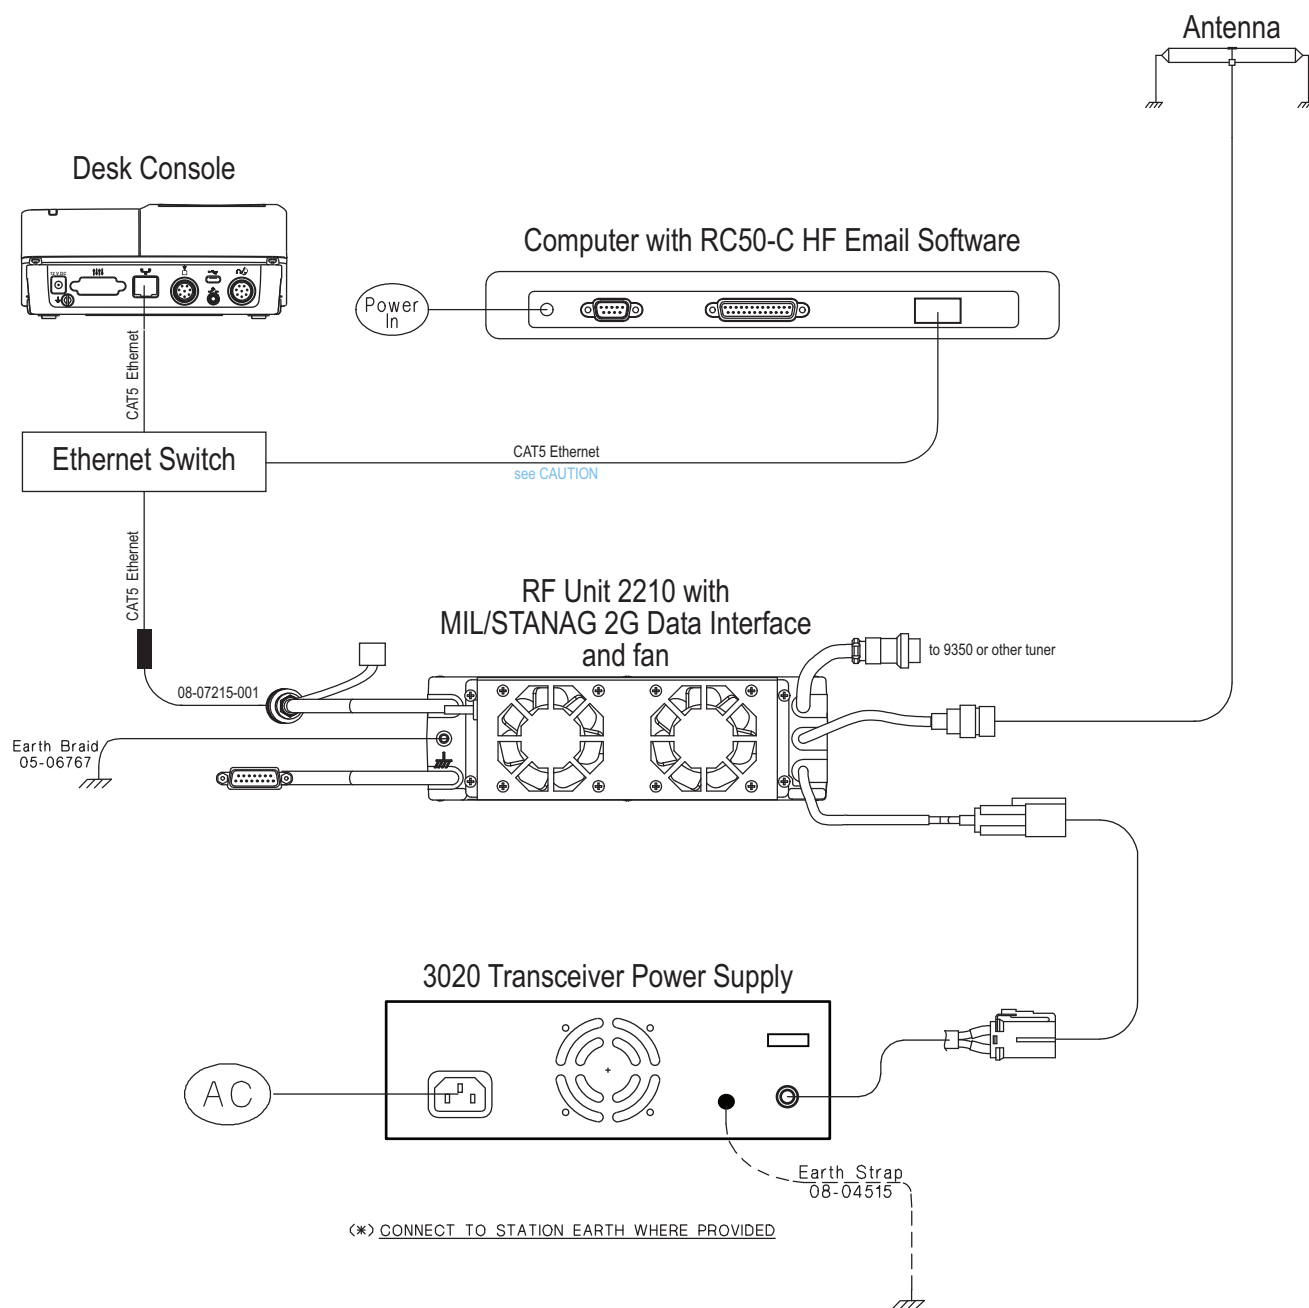 Antenna
Desk Console
12 V DC
Computer with RC50-C HF Email Software
Power
In
CAT5 Ethernet
Ethernet Switch
CAT5 Ethernet
see CAUTION
CAT5 Ethernet
RF Unit 2210 with
MIL/STANAG 2G Data Interface
and fan
to 9350 or other tuner
08-07215-001
Earth Braid
05-06767
3020 Transceiver Power Supply
AC
Earth Strap
08-04515
(*) CONNECT TO STATION EARTH WHERE PROVIDED